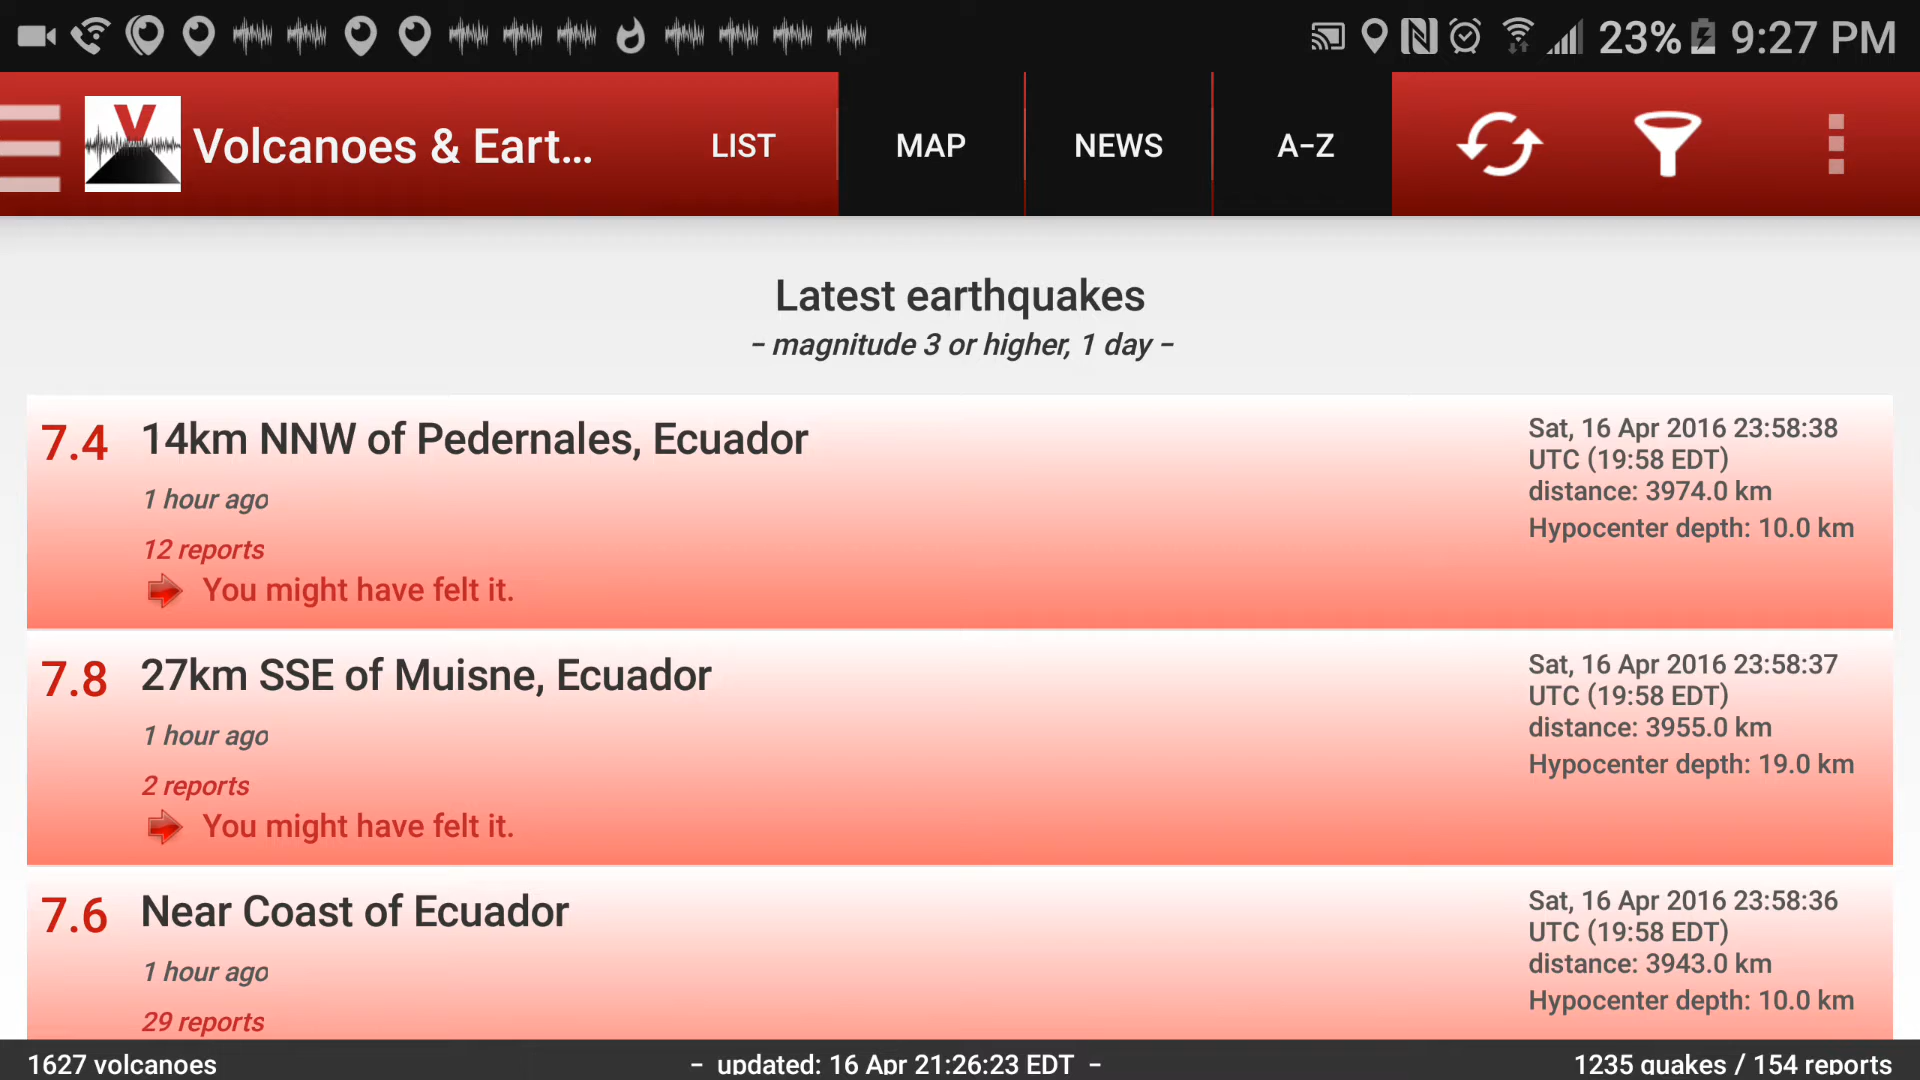 23% 9:27 PM
V
Volcanoes & Eart...
LIST
MAP
NEWS
A-Z
Latest earthquakes
- magnitude 3 or higher, 1 day -
7.4
14km NNW of Pedernales, Ecuador
1 hour ago
12 reports
You might have felt it.
Sat, 16 Apr 2016 23:58:38
UTC (19:58 EDT)
distance: 3974.0 km
Hypocenter depth: 10.0 km
7.8
27km SSE of Muisne, Ecuador
1 hour ago
2 reports
You might have felt it.
Sat, 16 Apr 2016 23:58:37
UTC (19:58 EDT)
distance: 3955.0 km
Hypocenter depth: 19.0 km
7.6
Near Coast of Ecuador
1 hour ago
29 reports
Sat, 16 Apr 2016 23:58:36
UTC (19:58 EDT)
distance: 3943.0 km
Hypocenter depth: 10.0 km
1627 volcanoes
- updated: 16 Apr 21:26:23 EDT -
1235 quakes / 154 reports